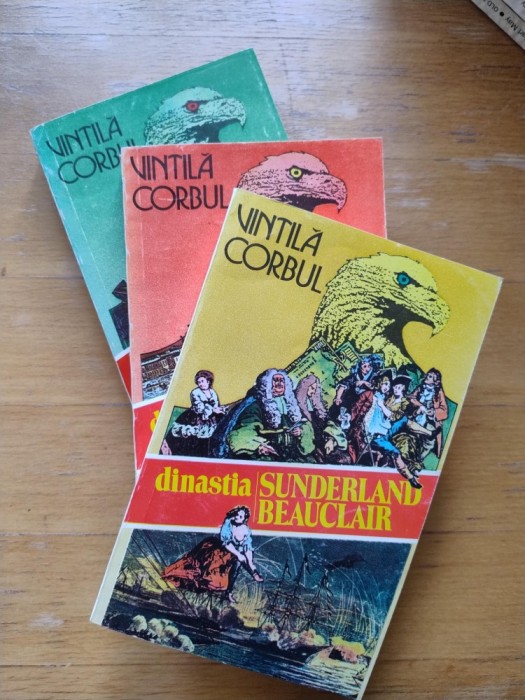 VINTILĂ
CORBUL
VINTILĂ
CORBUL
VINTILĂ
CORBUL
dinastia SUNDERLAND
BEAUCLAIR